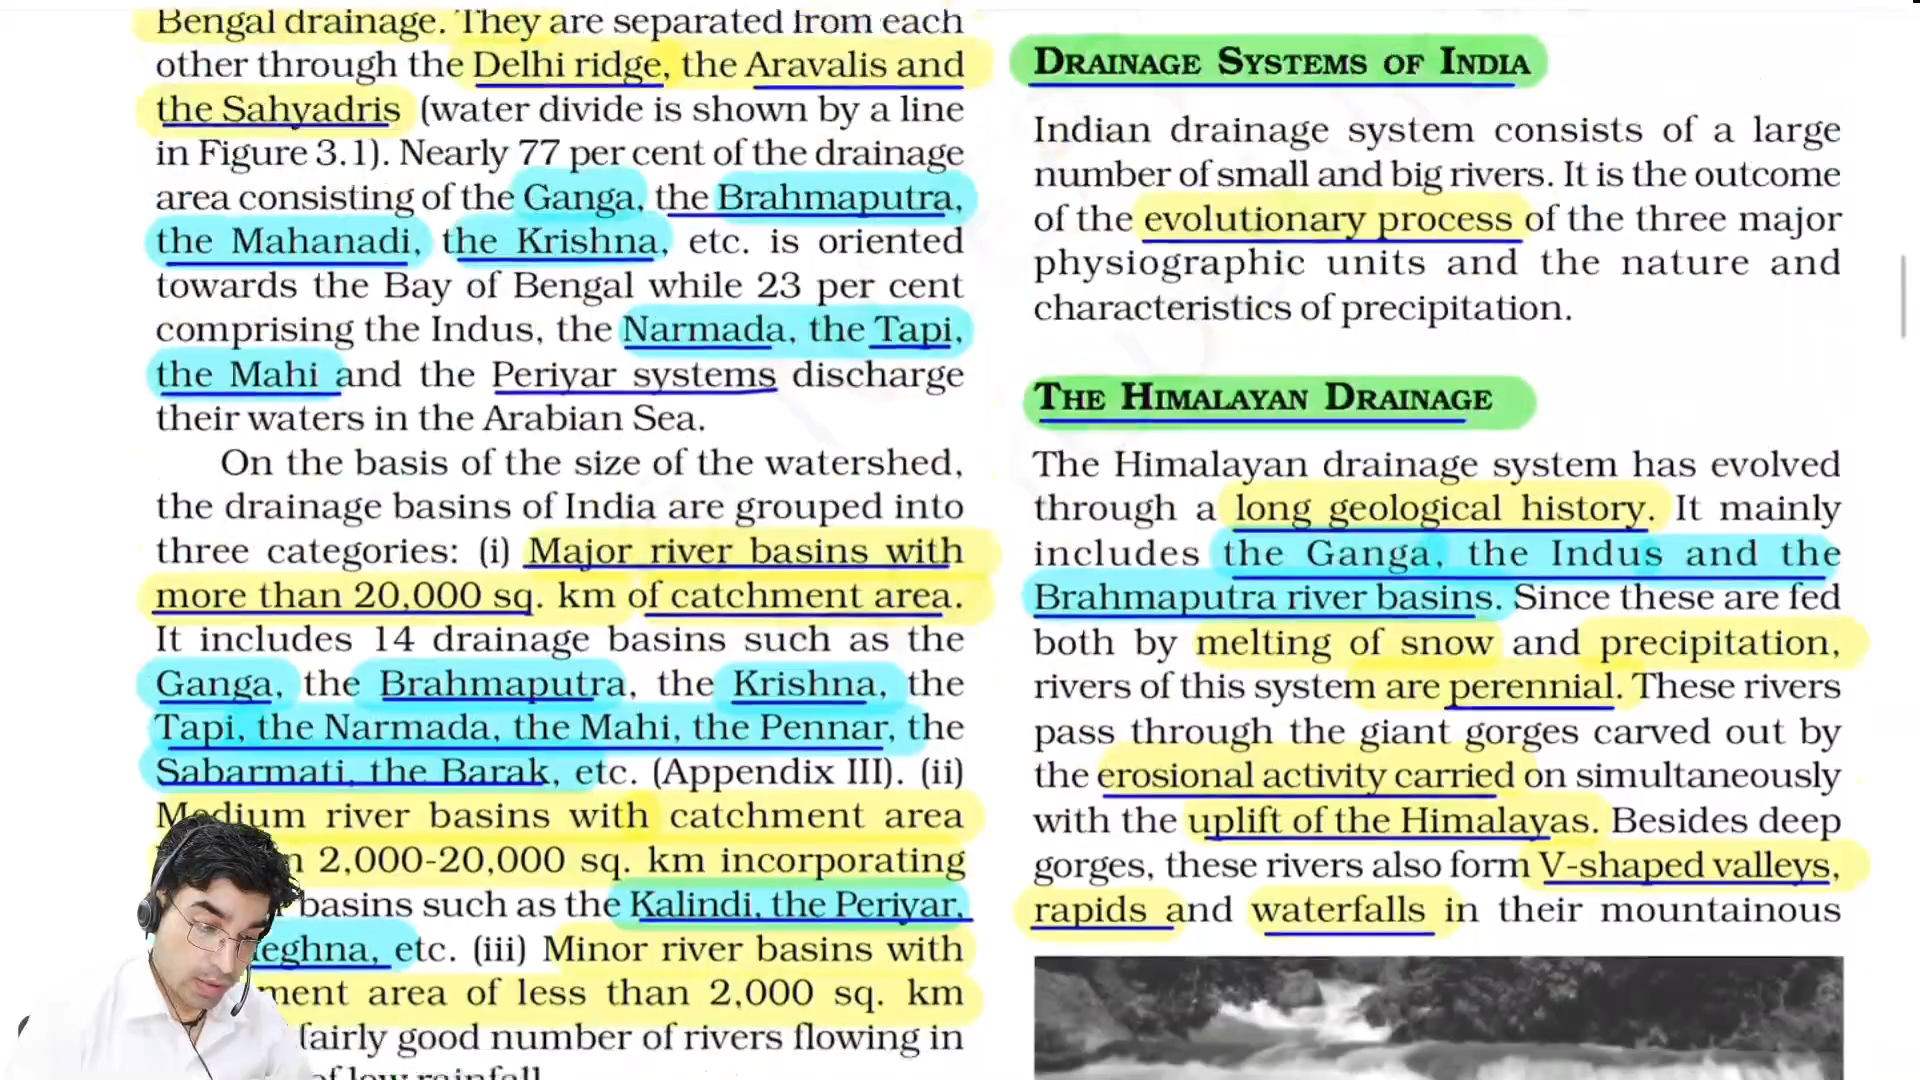 Bengal drainage. They are separated from each
other through the Delhi ridge, the Aravalis and
the Sahyadris (water divide is shown by a line
in Figure 3.1). Nearly 77 per cent of the drainage
area consisting of the Ganga, the Brahmaputra,
the Mahanadi, the Krishna, etc. is oriented
towards the Bay of Bengal while 23 per cent
comprising the Indus, the Narmada, the Tapi,
the Mahi and the Periyar systems discharge
their waters in the Arabian Sea.
On the basis of the size of the watershed,
the drainage basins of India are grouped into
three categories: (i) Major river basins with
more than 20,000 sq. km of catchment area.
It includes 14 drainage basins such as the
Ganga, the Brahmaputra, the Krishna, the
Tapi, the Narmada, the Mahi, the Pennar, the
Sabarmati, the Barak, etc. (Appendix III). (ii)
Medium river basins with catchment area
2,000-20,000 sq. km incorporating
basins such as the Kalindi, the Periyar,
etc. (iii) Minor river basins with
area of less than 2,000 sq. km
fairly good number of rivers flowing in
of low rainfall
DRAINAGE SYSTEMS OF INDIA
Indian drainage system consists of a large
number of small and big rivers. It is the outcome
of the evolutionary process of the three major
physiographic units and the nature and
characteristics of precipitation.
THE HIMALAYAN DRAINAGE
The Himalayan drainage system has evolved
through a long geological history. It mainly
includes the Ganga, the Indus and the
Brahmaputra river basins. Since these are fed
both by melting of snow and precipitation,
rivers of this system are perennial. These rivers
pass through the giant gorges carved out by
the erosional activity carried on simultaneously
with the uplift of the Himalayas. Besides deep
gorges, these rivers also form V-shaped valleys,
rapids and waterfalls in their mountainous